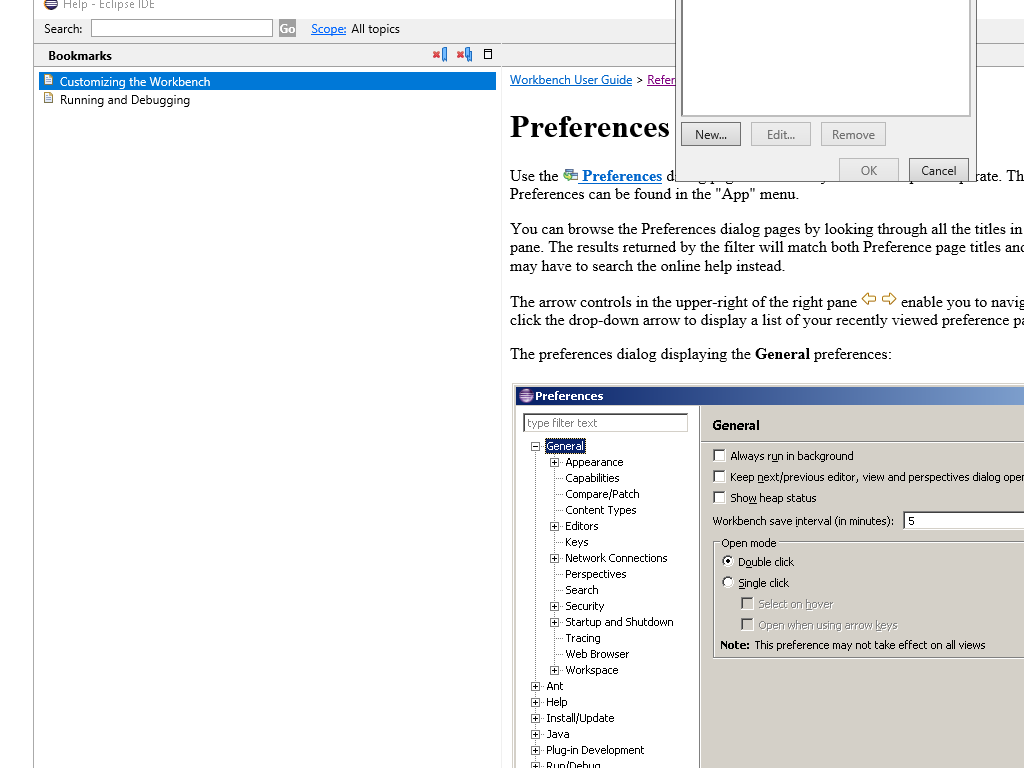 Help - Eclipse IDE
Search: Go Scope: All topics
Bookmarks
Customizing the Workbench
Running and Debugging
New... Edit... Remove
OK Cancel
Workbench User Guide > Refer
Preferences
Use the Preferences rate. Th
Preferences can be found in the "App" menu.
You can browse the Preferences dialog pages by looking through all the titles in
pane. The results returned by the filter will match both Preference page titles and
may have to search the online help instead.
The arrow controls in the upper-right of the right pane enable you to navig
click the drop-down arrow to display a list of your recently viewed preference pa
The preferences dialog displaying the General preferences:
Preferences
type filter text
General
Appearance
Capabilities
Compare/Patch
Content Types
Editors
Keys
Network Connections
Perspectives
Search
Security
Startup and Shutdown
Tracing
Web Browser
Workspace
Ant
Help
Install/Update
Java
Plug-in Development
Run/Debug
General
Always run in background
Keep next/previous editor, view and perspectives dialog oper
Show heap status
Workbench save interval (in minutes): 5
Open mode
Double click
Single click
Select on hover
Open when using arrow keys
Note: This preference may not take effect on all views